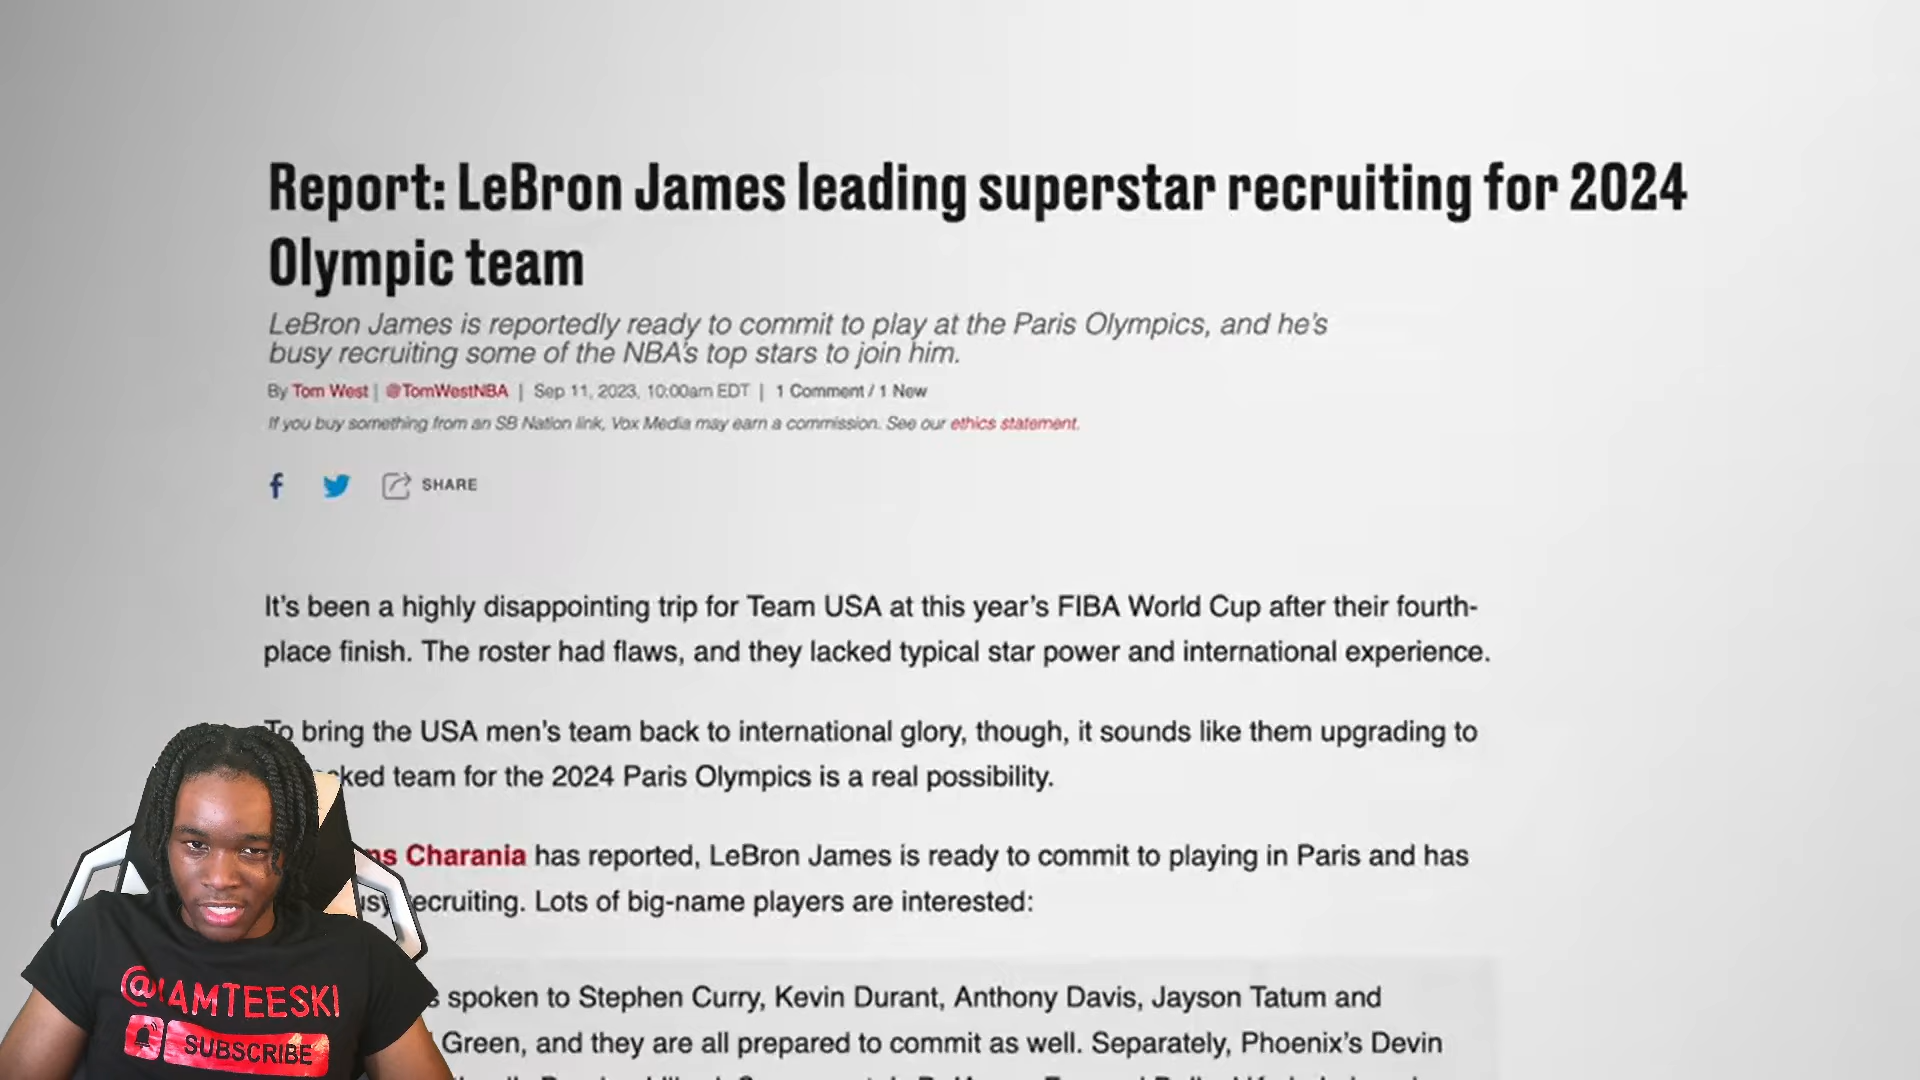 Report: LeBron James leading superstar recruiting for 2024
Olympic team
LeBron James is reportedly ready to commit to play at the Paris Olympics, and he's
busy recruiting some of the NBA's top stars to join him.
By Tom West | @TomWestNBA | Sep 11, 2023, 10:00am EDT | 1 Comment / 1 New
If you buy something from an SB Nation link, Vox Media may earn a commission. See our ethics statement.
SHARE
It's been a highly disappointing trip for Team USA at this year's FIBA World Cup after their fourth-
place finish. The roster had flaws, and they lacked typical star power and international experience.
To bring the USA men's team back to international glory, though, it sounds like them upgrading to
team for the 2024 Paris Olympics is a real possibility.
Charania has reported, LeBron James is ready to commit to playing in Paris and has
recruiting. Lots of big-name players are interested:
spoken to Stephen Curry, Kevin Durant, Anthony Davis, Jayson Tatum and
Green, and they are all prepared to commit as well. Separately, Phoenix's Devin
@IAMTEESKI
SUBSCRIBE